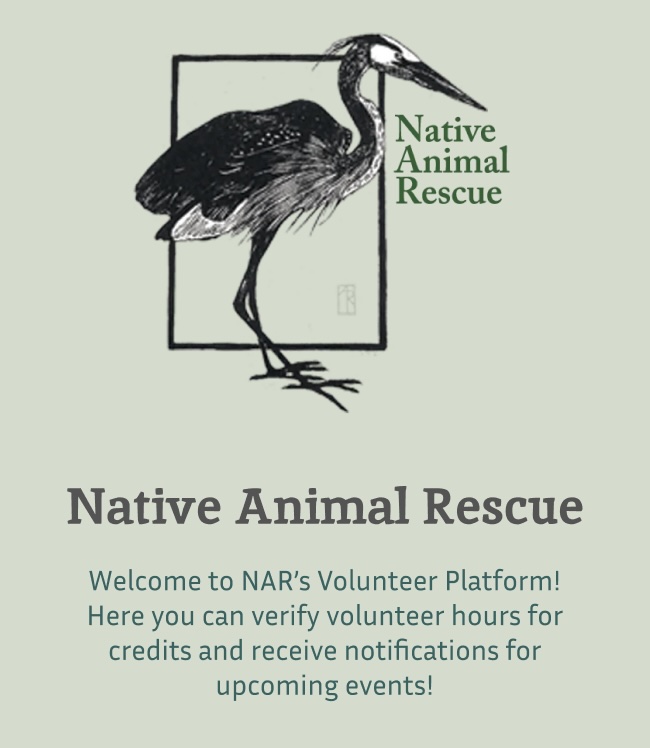 Native
Animal
Rescue
Native Animal Rescue
Welcome to NAR's Volunteer Platform!
Here you can verify volunteer hours for
credits and receive notifications for
upcoming events!